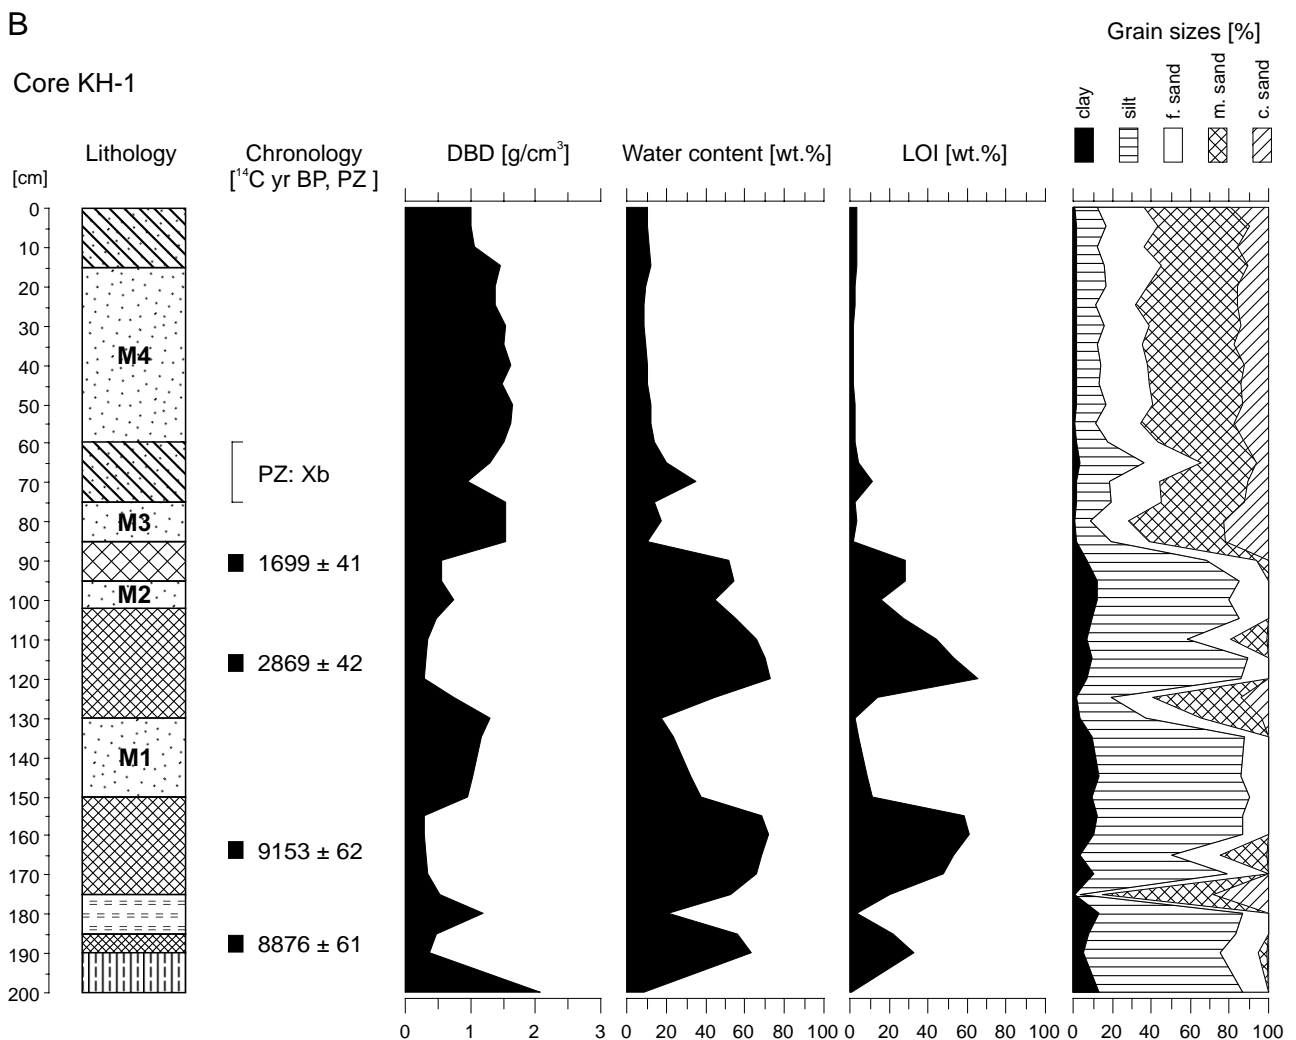 B
Core KH-1
Grain sizes [%]
clay
silt
f. sand
m. sand
c. sand
Lithology
Chronology
[¹⁴C yr BP, PZ ]
DBD [g/cm³]
Water content [wt.%]
LOI [wt.%]
[cm]
0
10
20
30
40
50
60
70
80
90
100
110
120
130
140
150
160
170
180
190
200
M4
M3
M2
M1
PZ: Xb
1699 ± 41
2869 ± 42
9153 ± 62
8876 ± 61
0 1 2 3
0 20 40 60 80 100
0 20 40 60 80 100
0 20 40 60 80 100